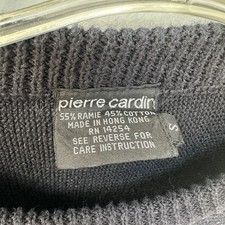 pierre cardin
55% RAMIE 45% COTTON
MADE IN HONG KONG
RN 14254
SEE REVERSE FOR
CARE INSTRUCTION
S